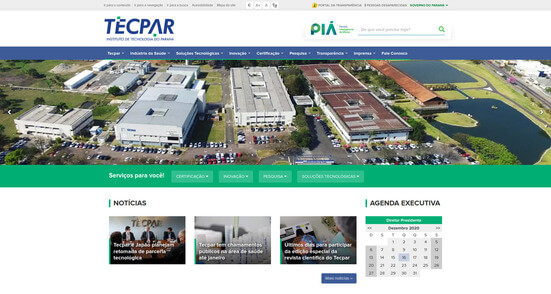 Ir para o conteúdo Ir para a navegação Ir para a busca Acessibilidade Mapa do site A A+ A PORTAL DA TRANSPARÊNCIA PESSOAS DESAPARECIDAS GOVERNO DO PARANÁ
TECPAR
INSTITUTO DE TECNOLOGIA DO PARANÁ
PIÁ
Paraná
Inteligência
Artificial
Do que você precisa hoje?
Tecpar Indústria da Saúde Soluções Tecnológicas Inovação Certificação Pesquisa Transparência Imprensa Fale Conosco
Serviços para você!
CERTIFICAÇÃO INOVAÇÃO PESQUISA SOLUÇÕES TECNOLÓGICAS
NOTÍCIAS
TECPAR
Tecpar e Japão planejam
retomada de parceria
tecnológica
Tecpar tem chamamentos
públicos na área de saúde
até janeiro
Últimos dias para participar
da edição especial da
revista científica do Tecpar
Mais notícias »
AGENDA EXECUTIVA
Diretor Presidente
<< Dezembro 2020 >>
D S T Q Q S S
1 2 3 4 5
6 7 8 9 10 11 12
13 14 15 16 17 18 19
20 21 22 23 24 25 26
27 28 29 30 31